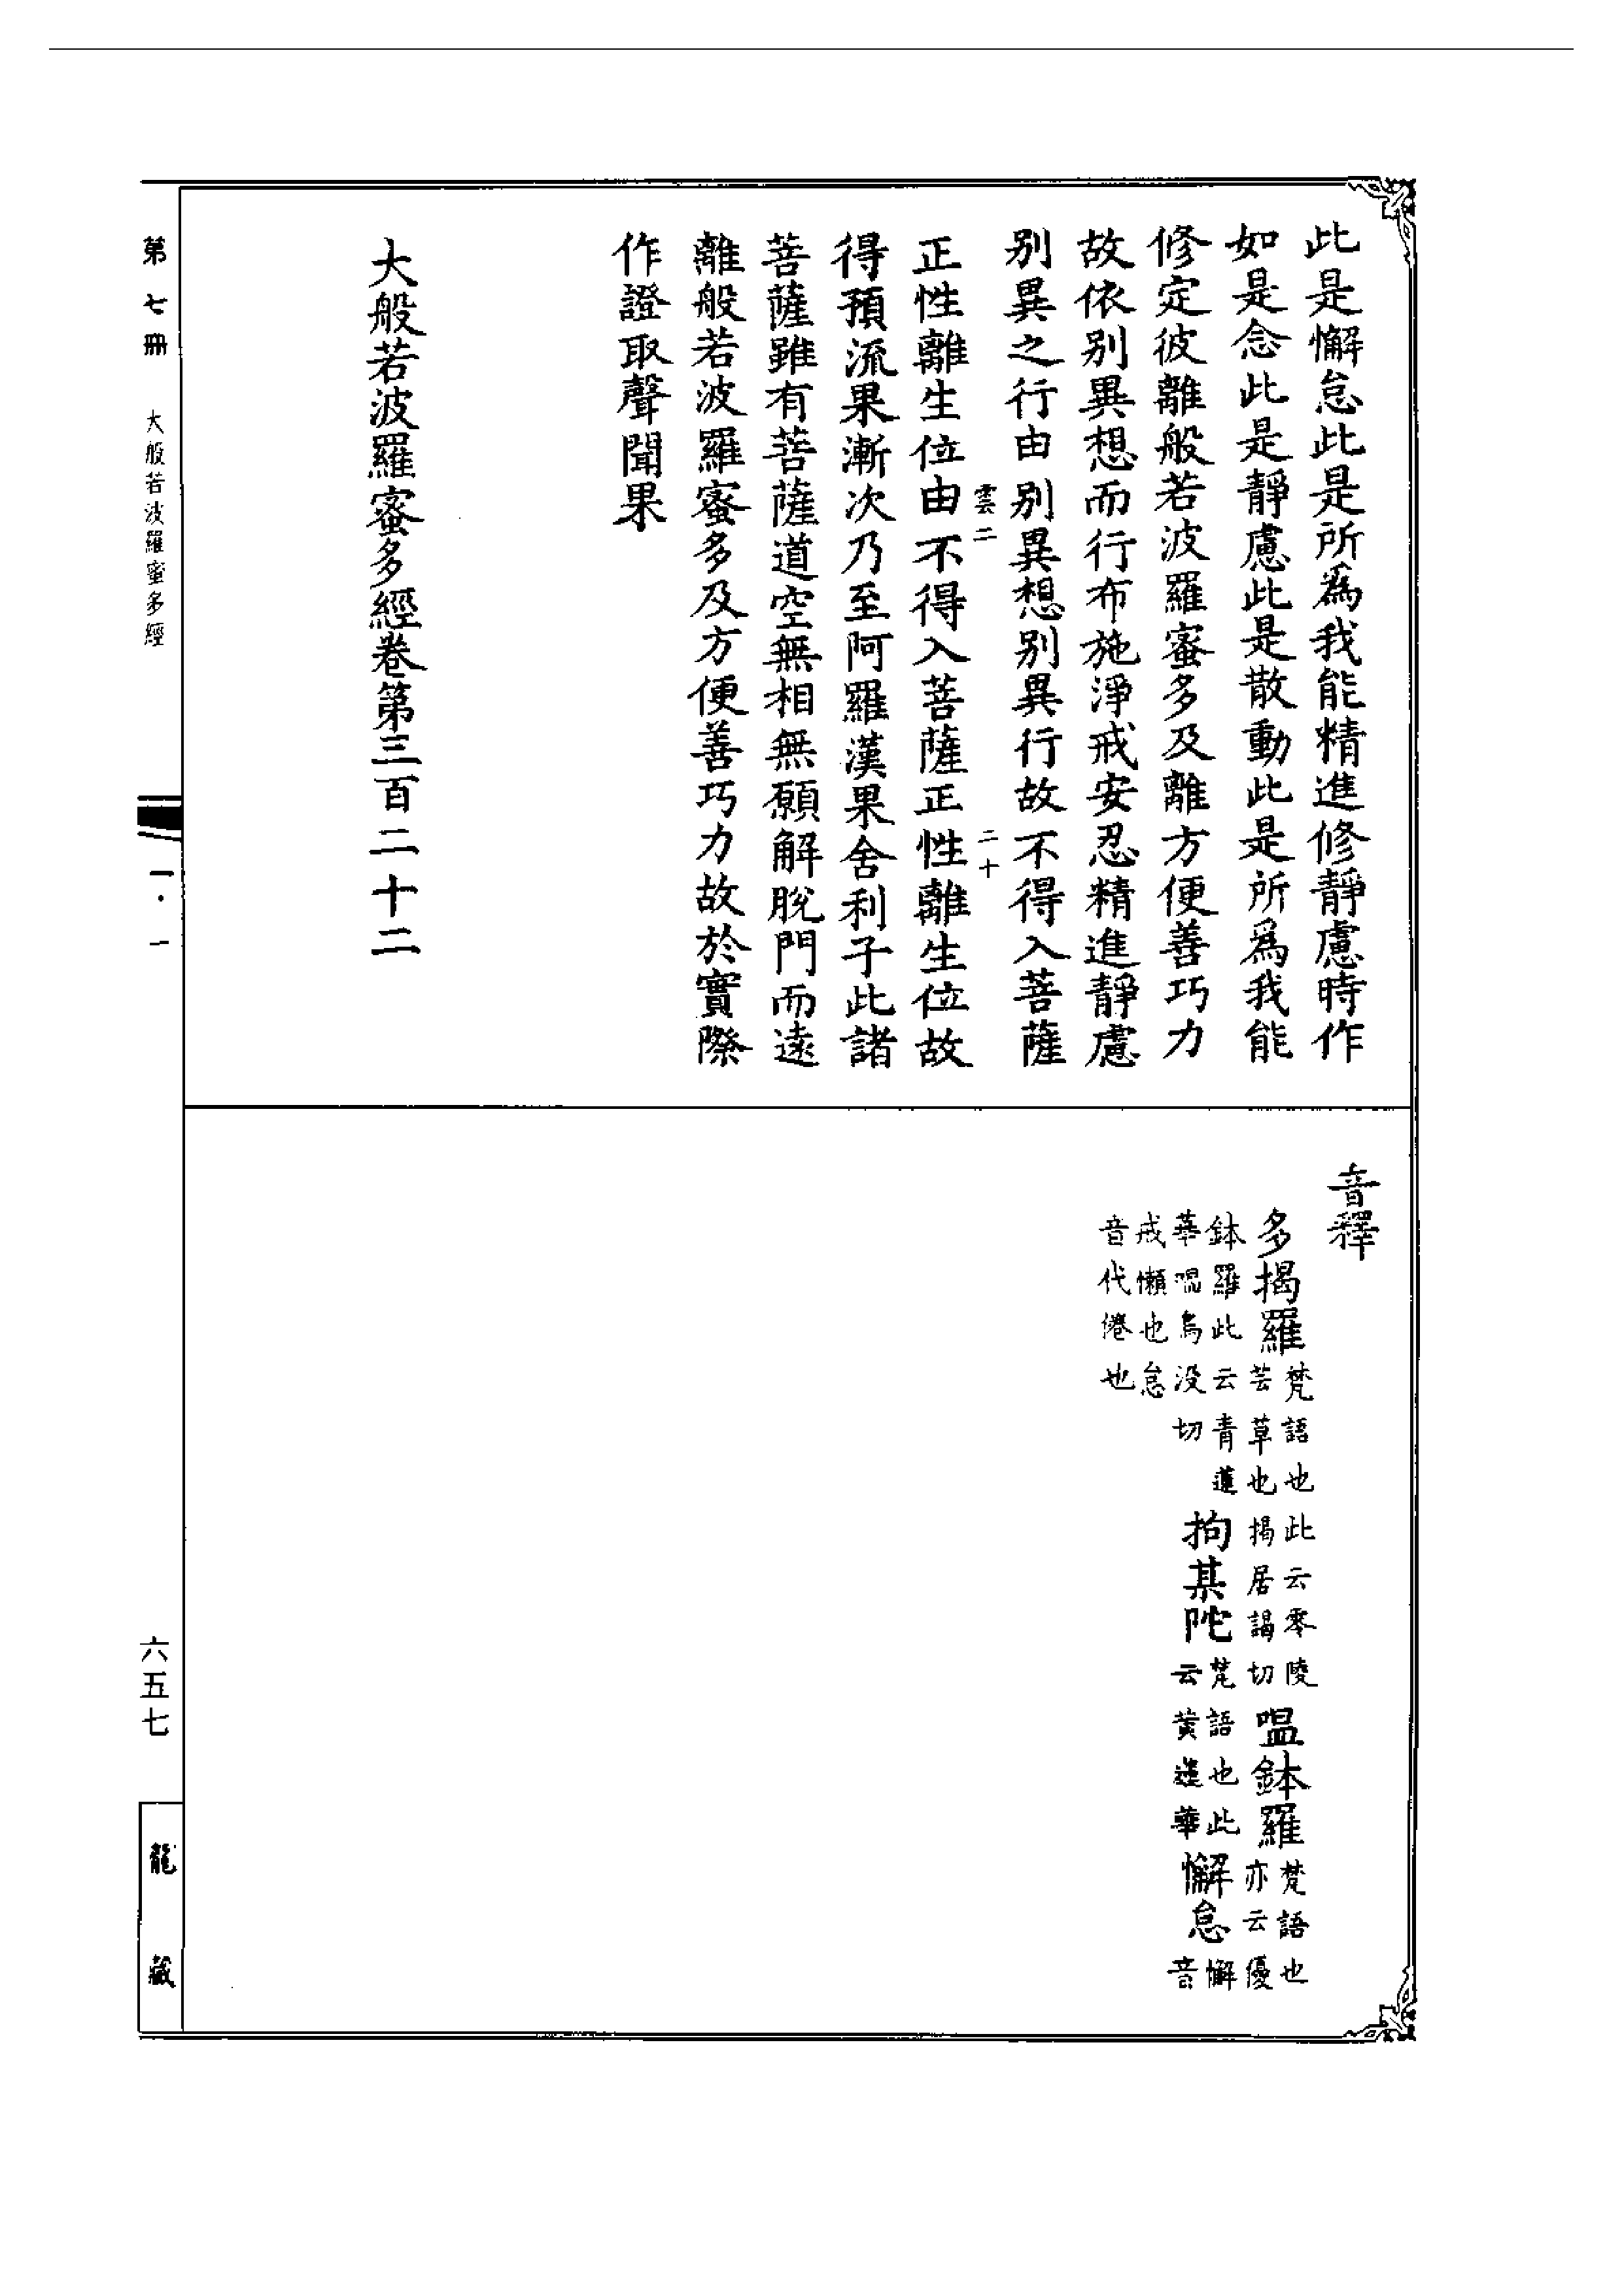 此是懈怠此是所為我能精進修靜慮時作
如是念此是靜慮此是散動此是所為我能
修定彼離般若波羅蜜多及離方便善巧力
故依別異想而行布施淨戒安忍精進靜慮
別異之行由別異想別異行故不得入菩薩
雲二 二十
正性離生位由不得入菩薩正性離生位故
得預流果漸次乃至阿羅漢果舍利子此諸
菩薩雖有菩薩道空無相無願解脫門而遠
離般若波羅蜜多及方便善巧力故於實際
作證取聲聞果
大般若波羅蜜多經卷第三百二十二
音釋
多揭羅 梵語也此云零陵芸草也揭居謁切 嗢鉢羅 梵語也亦云優
鉢羅此云青蓮華嗢烏没切 拘某陀 梵語也此云黄蓮華 懈怠 懈音
戒懶也怠音代倦也
第七冊 大般若波羅蜜多經 一·一 六五七 龍藏